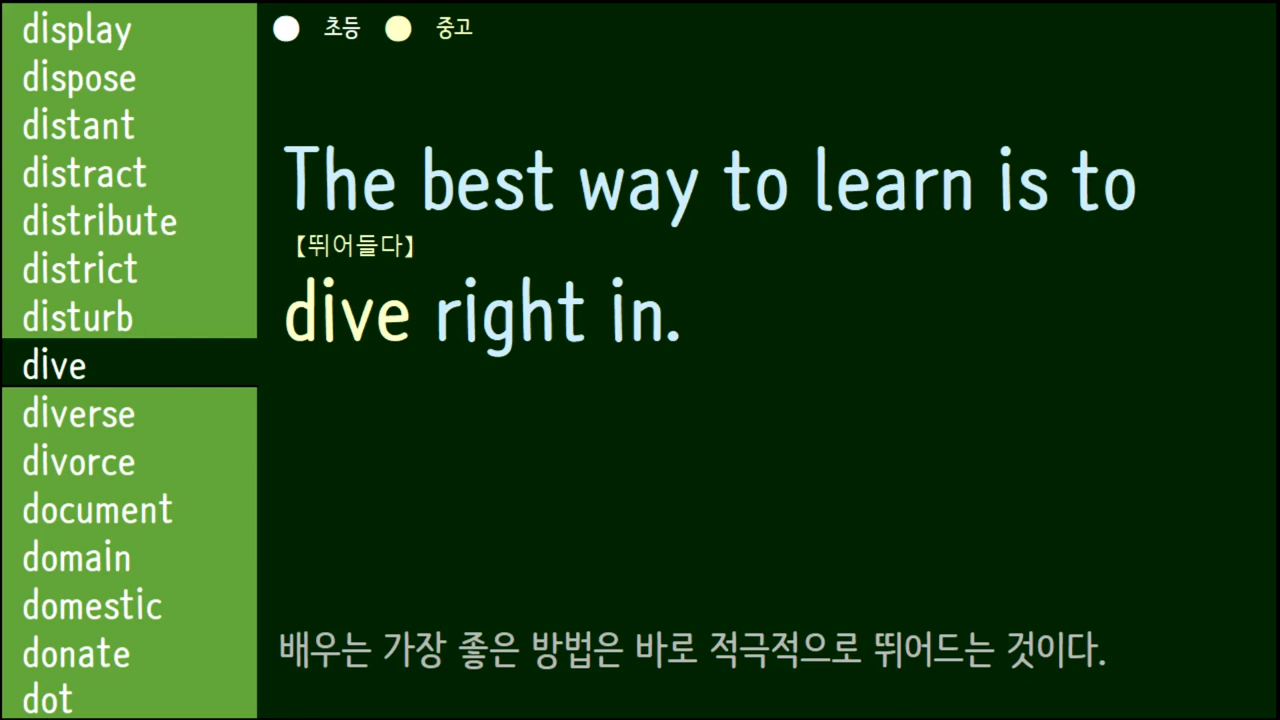 display
dispose
distant
distract
distribute
district
disturb
dive
diverse
divorce
document
domain
domestic
donate
dot
초등 중고
The best way to learn is to
【뛰어들다】
dive right in.
배우는 가장 좋은 방법은 바로 적극적으로 뛰어드는 것이다.